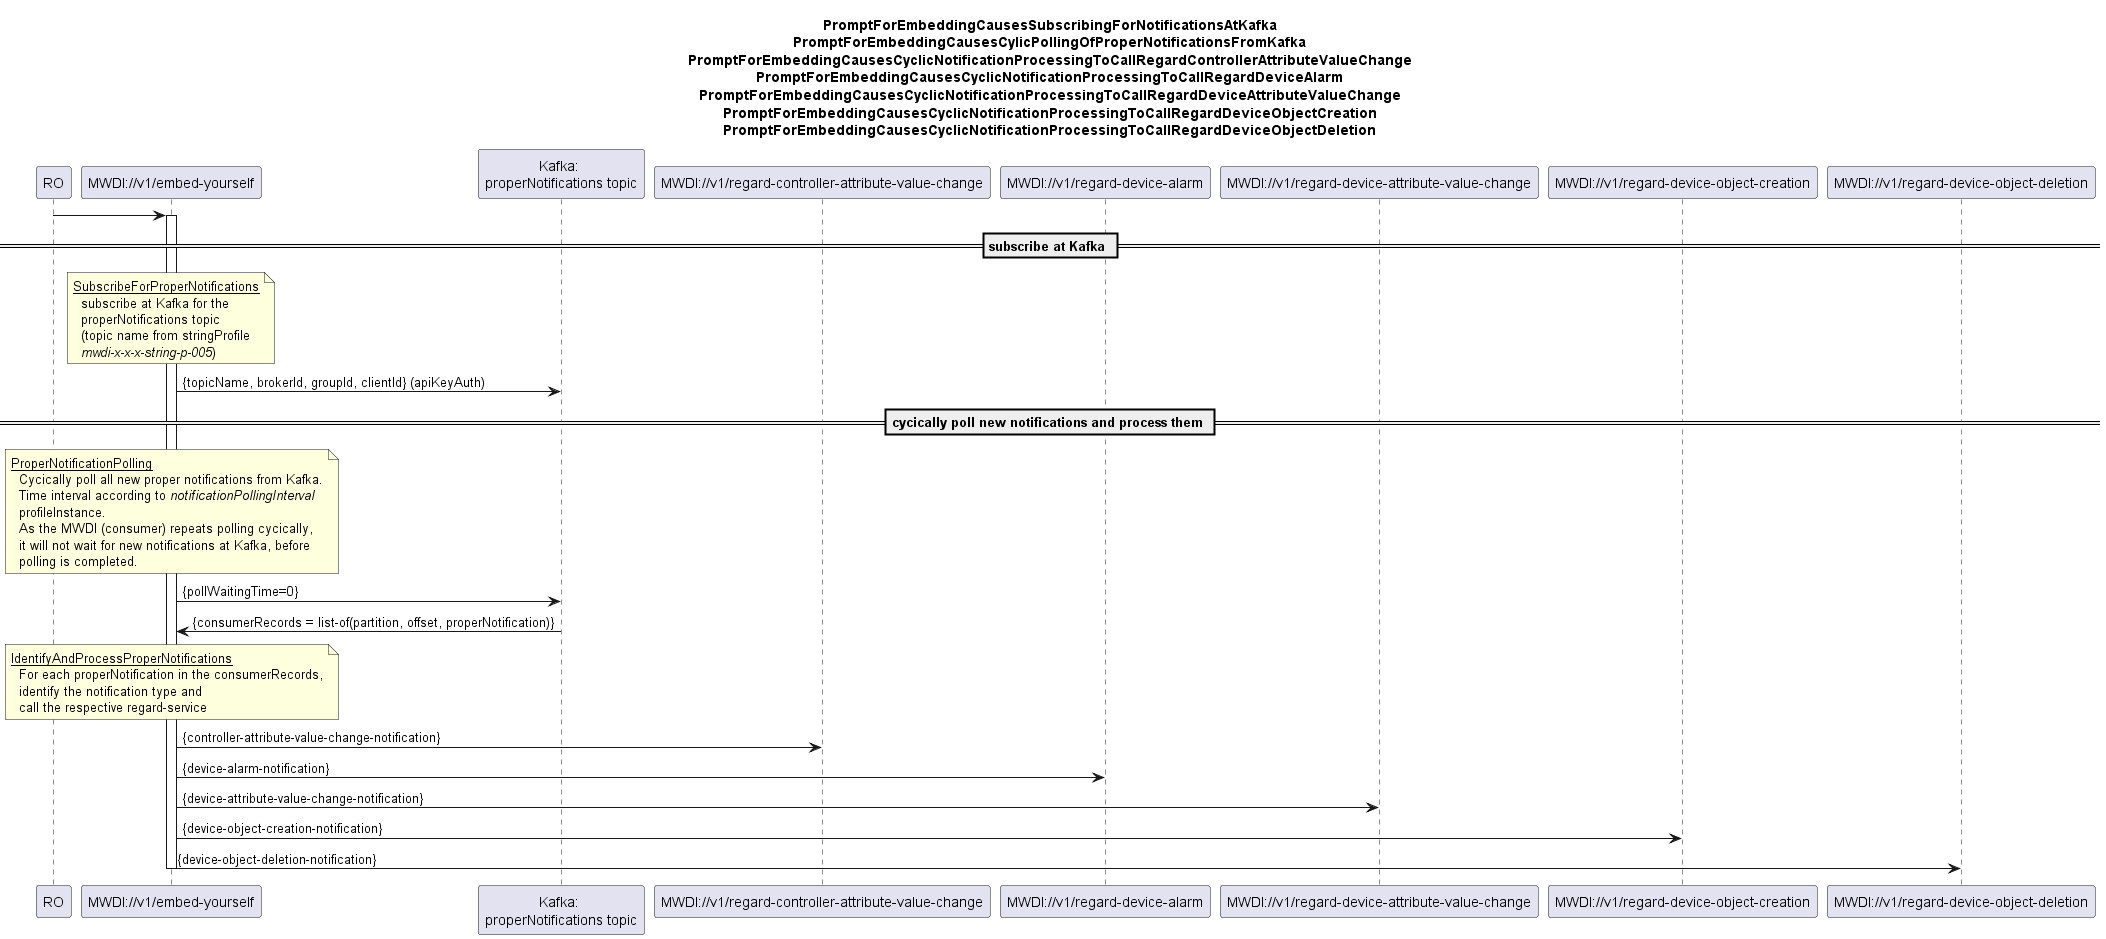 PromptForEmbeddingCausesSubscribingForNotificationsAtKafka
PromptForEmbeddingCausesCylicPollingOfProperNotificationsFromKafka
PromptForEmbeddingCausesCyclicNotificationProcessingToCallRegardControllerAttributeValueChange
PromptForEmbeddingCausesCyclicNotificationProcessingToCallRegardDeviceAlarm
PromptForEmbeddingCausesCyclicNotificationProcessingToCallRegardDeviceAttributeValueChange
PromptForEmbeddingCausesCyclicNotificationProcessingToCallRegardDeviceObjectCreation
PromptForEmbeddingCausesCyclicNotificationProcessingToCallRegardDeviceObjectDeletion
RO
MWDI://v1/embed-yourself
Kafka:
properNotifications topic
MWDI://v1/regard-controller-attribute-value-change
MWDI://v1/regard-device-alarm
MWDI://v1/regard-device-attribute-value-change
MWDI://v1/regard-device-object-creation
MWDI://v1/regard-device-object-deletion
subscribe at Kafka
SubscribeForProperNotifications
subscribe at Kafka for the
properNotifications topic
(topic name from stringProfile
mwdi-x-x-x-string-p-005)
{topicName, brokerId, groupId, clientId} (apiKeyAuth)
cycically poll new notifications and process them
ProperNotificationPolling
Cycically poll all new proper notifications from Kafka.
Time interval according to notificationPollingInterval
profileInstance.
As the MWDI (consumer) repeats polling cycically,
it will not wait for new notifications at Kafka, before
polling is completed.
{pollWaitingTime=0}
{consumerRecords = list-of(partition, offset, properNotification)}
IdentifyAndProcessProperNotifications
For each properNotification in the consumerRecords,
identify the notification type and
call the respective regard-service
{controller-attribute-value-change-notification}
{device-alarm-notification}
{device-attribute-value-change-notification}
{device-object-creation-notification}
{device-object-deletion-notification}
RO
MWDI://v1/embed-yourself
Kafka:
properNotifications topic
MWDI://v1/regard-controller-attribute-value-change
MWDI://v1/regard-device-alarm
MWDI://v1/regard-device-attribute-value-change
MWDI://v1/regard-device-object-creation
MWDI://v1/regard-device-object-deletion